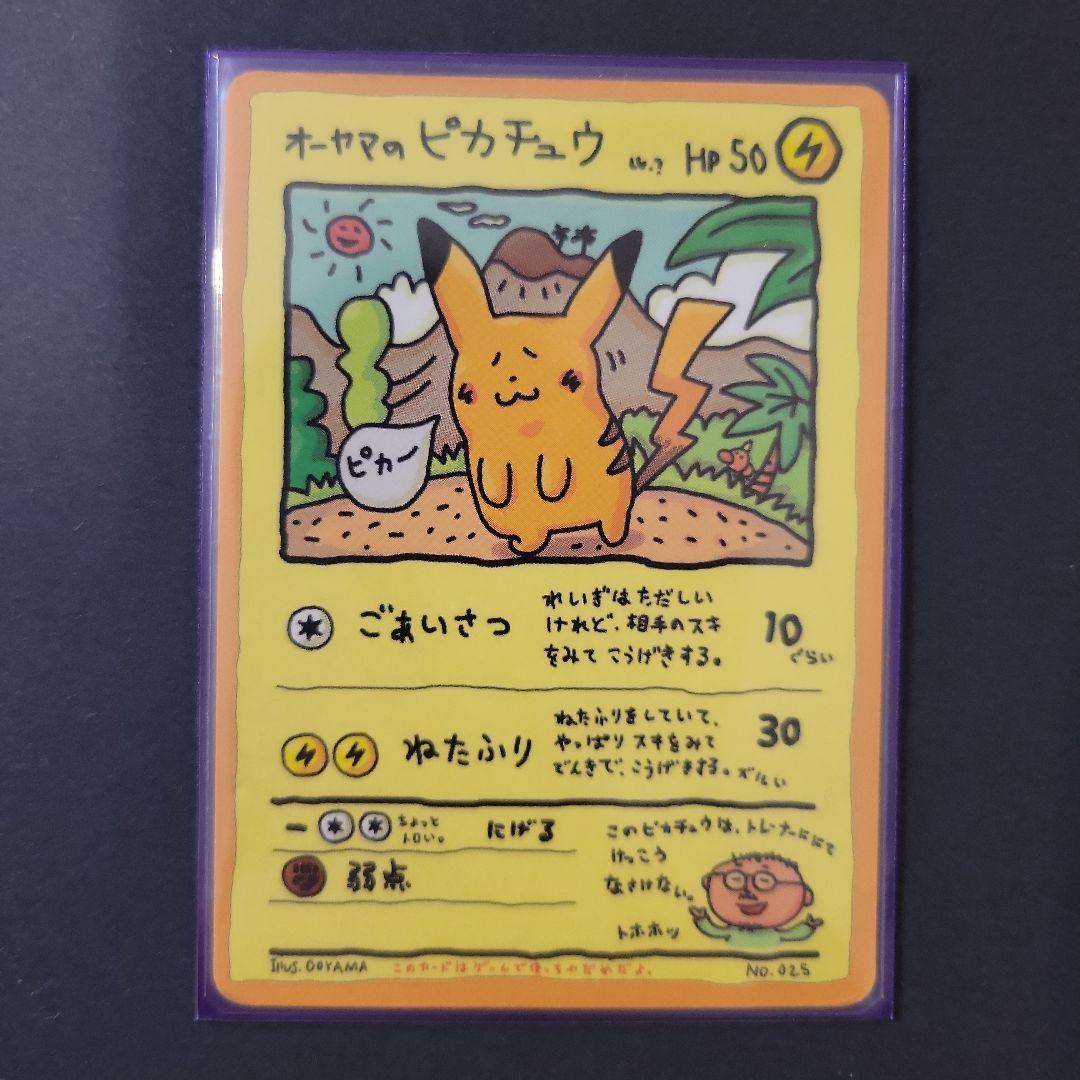 オーヤマの ピカチュウ Lv.? HP 50
ピカー
ごあいさつ
れいぎはただしい
けれど、相手のスキ
をみて こうげきする。
10
ぐらい
ねたふり
ねたふりをしていて、
やっぱり スキをみて
でんきで、こうげきする。ズルい
30
ちょっと
トロい。
にげる
弱点
このピカチュウは、トレーナーににて
けっこう
なさけない。
トホホッ
Illus. OOYAMA
このカードはゲームで使っちゃだめだよ。
No. 025